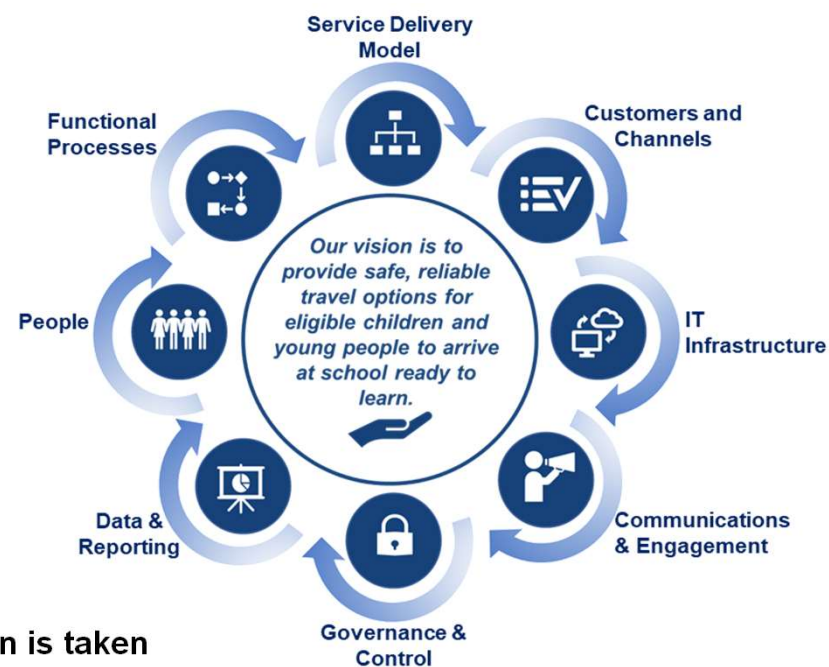 Service Delivery
Model
Customers and
Channels
IT
Infrastructure
Communications
& Engagement
Governance &
Control
Data &
Reporting
People
Functional
Processes
Our vision is to
provide safe, reliable
travel options for
eligible children and
young people to arrive
at school ready to
learn.
is taken